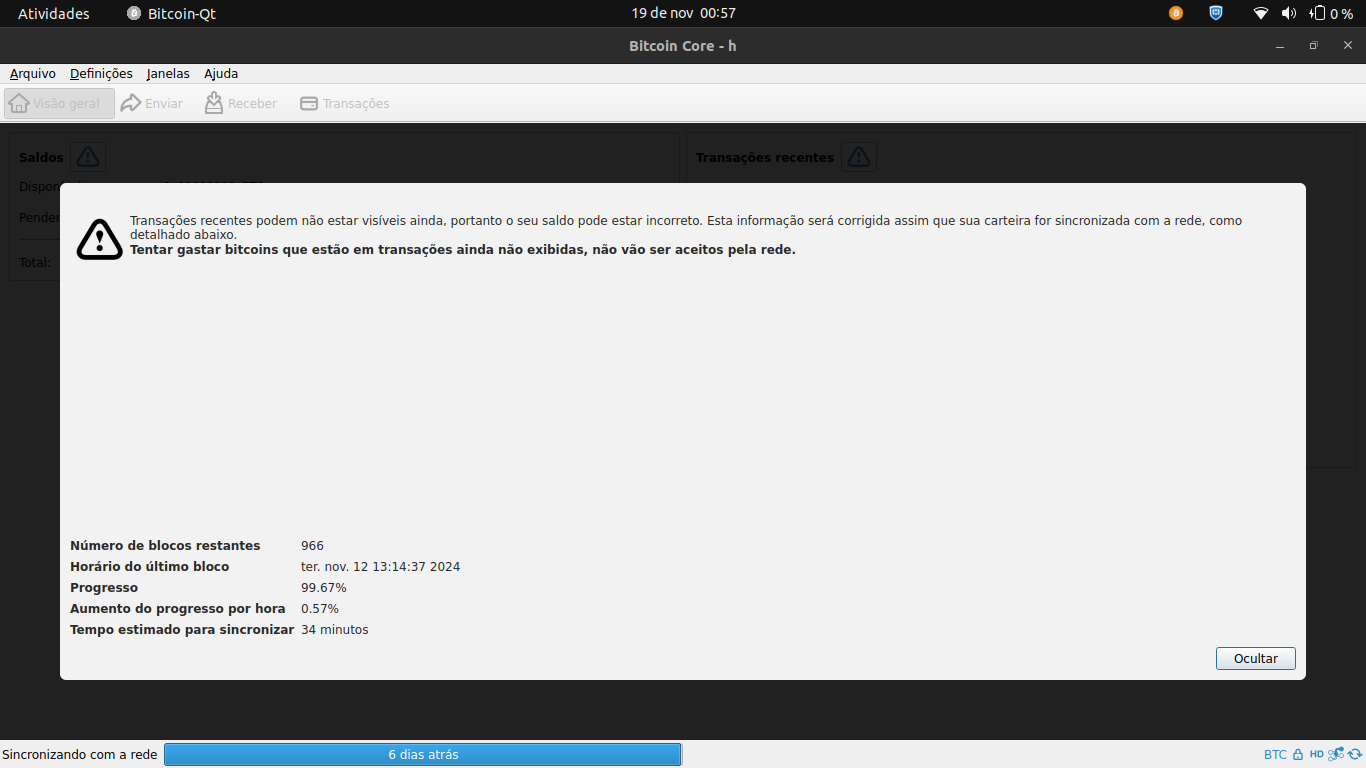 Atividades Bitcoin-Qt 19 de nov 00:57 0 %
Bitcoin Core - h
Arquivo Definições Janelas Ajuda
Visão geral Enviar Receber Transações
Saldos Transações recentes
Total:
Transações recentes podem não estar visíveis ainda, portanto o seu saldo pode estar incorreto. Esta informação será corrigida assim que sua carteira for sincronizada com a rede, como
detalhado abaixo.
Tentar gastar bitcoins que estão em transações ainda não exibidas, não vão ser aceitos pela rede.
Número de blocos restantes 966
Horário do último bloco ter. nov. 12 13:14:37 2024
Progresso 99.67%
Aumento do progresso por hora 0.57%
Tempo estimado para sincronizar 34 minutos
Ocultar
Sincronizando com a rede 6 dias atrás BTC HD